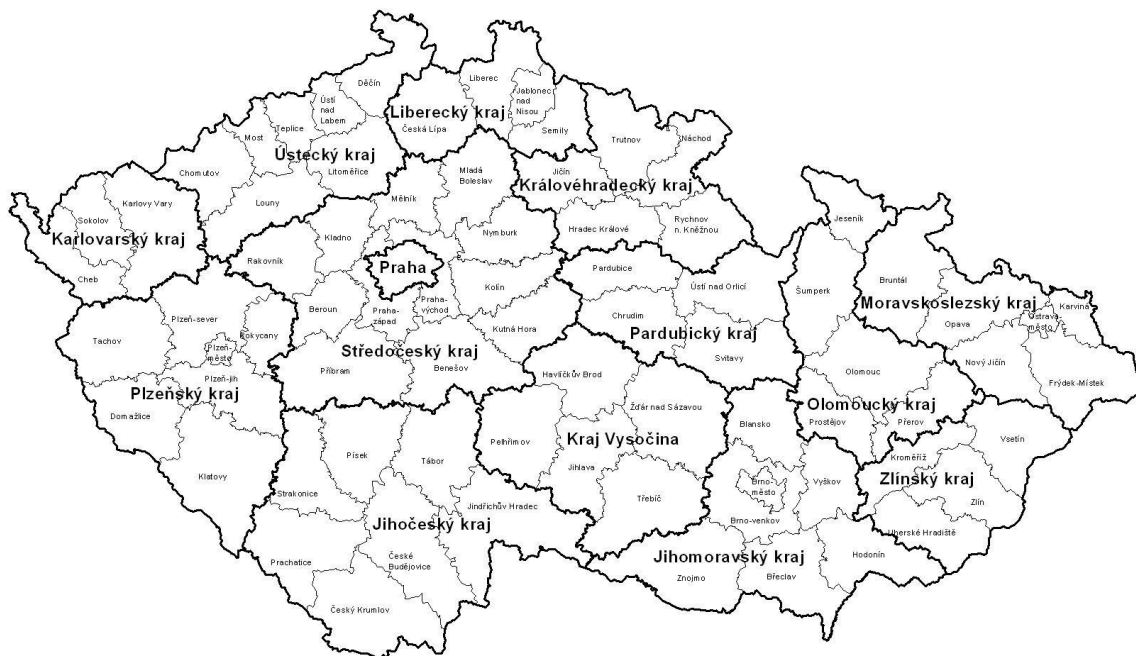 Děčín
Liberec
Ústí
nad
Labem
Jablonec
nad
Nisou
Teplice
Most
Liberecký kraj
Česká Lípa
Semily
Trutnov
Náchod
Ústecký kraj
Chomutov
Litoměřice
Mladá
Boleslav
Jičín
Královéhradecký kraj
Karlovy Vary
Louny
Mělník
Sokolov
Karlovarský kraj
Kladno
Nymburk
Hradec Králové
Rychnov
n. Kněžnou
Jeseník
Cheb
Rakovník
Praha
Pardubice
Kolín
Ústí nad Orlicí
Šumperk
Bruntál
Moravskoslezský kraj
Karviná
Ostrava-
město
Opava
Beroun
Praha-
západ
Praha-
východ
Chrudim
Pardubický kraj
Kutná Hora
Plzeň-sever
Rokycany
Tachov
Plzeň-
město
Středočeský kraj
Benešov
Příbram
Svitavy
Nový Jičín
Frýdek-Místek
Olomouc
Plzeň-jih
Plzeňský kraj
Havlíčkův Brod
Domažlice
Žďár nad Sázavou
Olomoucký kraj
Prostějov
Přerov
Blansko
Pelhřimov
Kraj Vysočina
Vsetín
Kroměříž
Písek
Tábor
Jihlava
Klatovy
Zlínský kraj
Brno-
město
Vyškov
Strakonice
Třebíč
Zlín
Jindřichův Hradec
Jihočeský kraj
Brno-venkov
Uherské Hradiště
Prachatice
České
Budějovice
Jihomoravský kraj
Hodonín
Znojmo
Břeclav
Český Krumlov